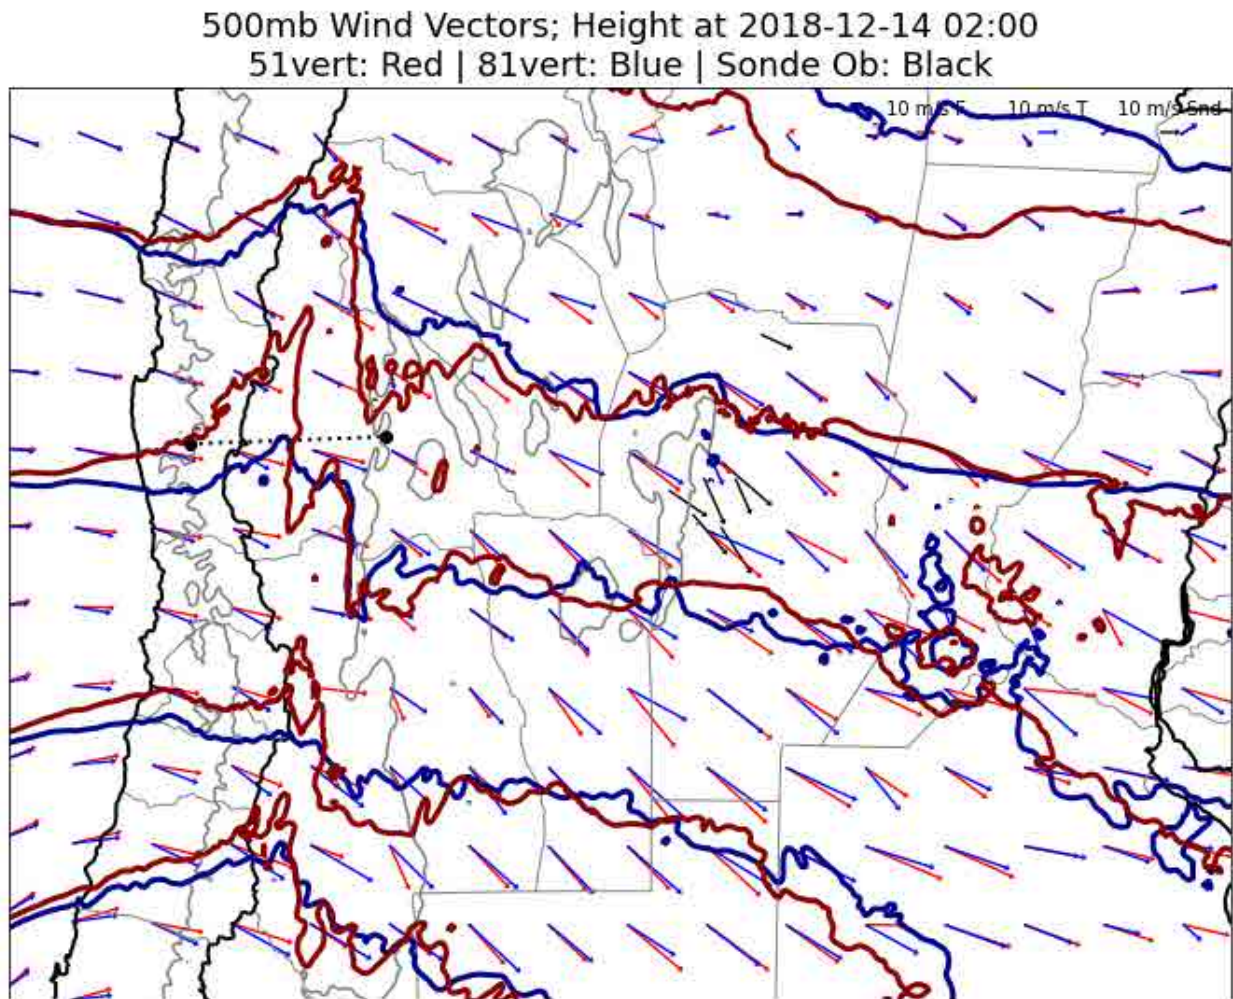 500mb Wind Vectors; Height at 2018-12-14 02:00
51vert: Red | 81vert: Blue | Sonde Ob: Black
10 m/s F 10 m/s T 10 m/s Snd